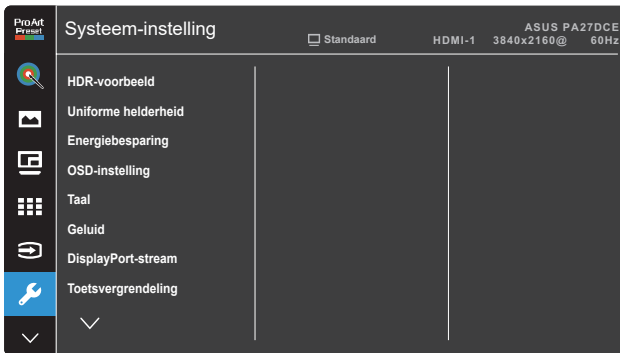 ProArt
Preset
Systeem-instelling
Standaard
HDMI-1
ASUS PA27DCE
3840x2160@ 60Hz
HDR-voorbeeld
Uniforme helderheid
Energiebesparing
OSD-instelling
Taal
Geluid
DisplayPort-stream
Toetsvergrendeling